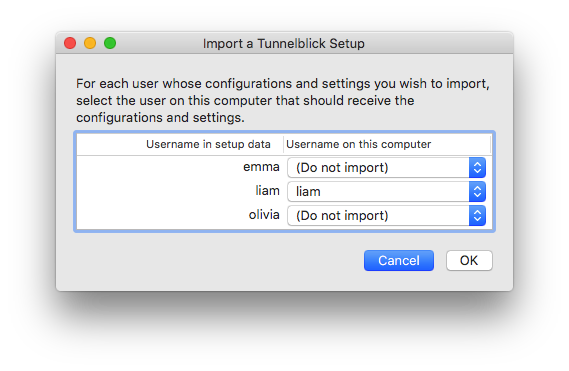 Import a Tunnelblick Setup
For each user whose configurations and settings you wish to import,
select the user on this computer that should receive the
configurations and settings.
Username in setup data Username on this computer
emma (Do not import)
liam liam
olivia (Do not import)
Cancel OK